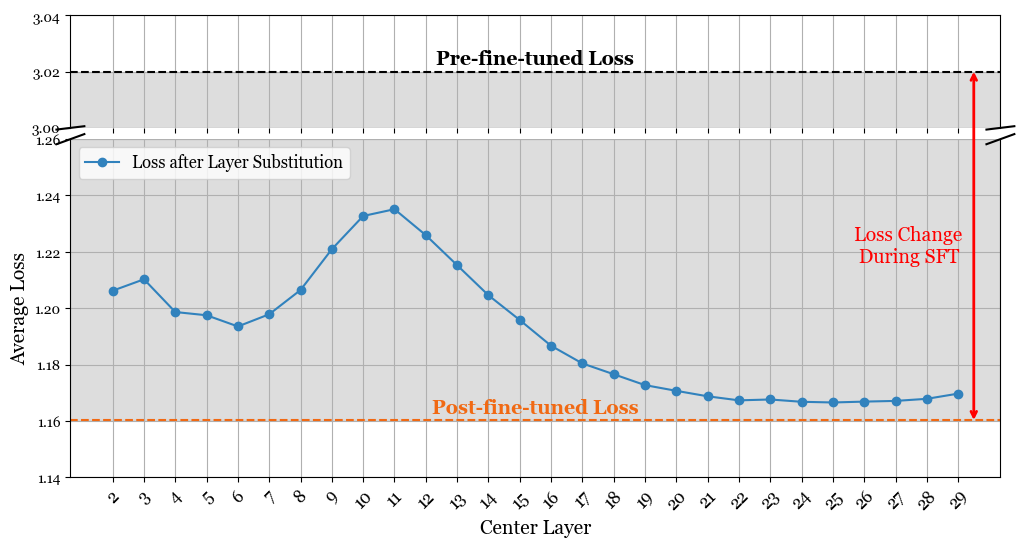 3.04
Pre-fine-tuned Loss
3.02
3.00
1.26
Loss after Layer Substitution
1.24
Loss Change
During SFT
1.22
1.20
1.18
Post-fine-tuned Loss
1.16
1.14
Average Loss
2 3 4 5 6 7 8 9 10 11 12 13 14 15 16 17 18 19 20 21 22 23 24 25 26 27 28 29
Center Layer